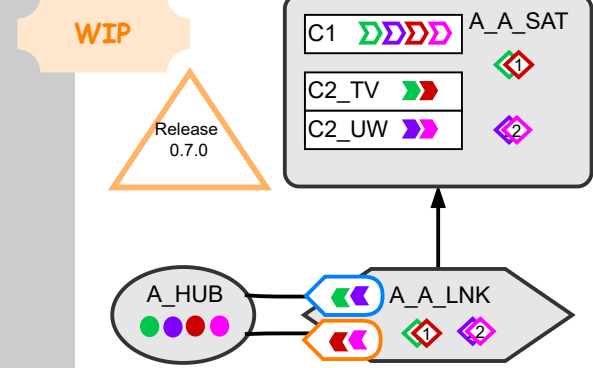 WIP
A_A_SAT
C1
1
C2_TV
C2_UW
2
Release
0.7.0
A_HUB
A_A_LNK
1
2